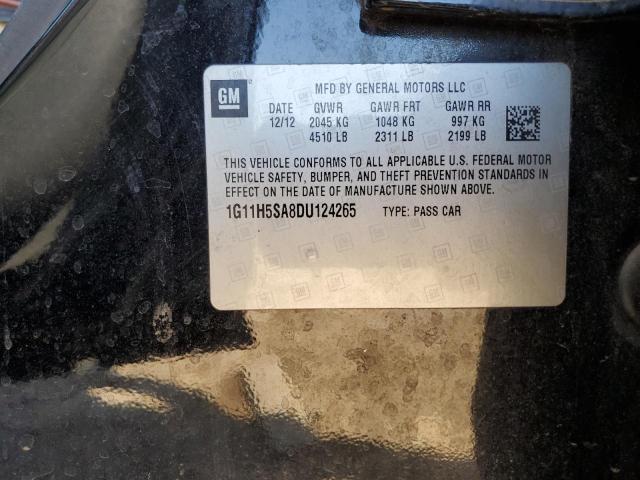 GM
MFD BY GENERAL MOTORS LLC
DATE GVWR GAWR FRT GAWR RR
12/12 2045 KG 1048 KG 997 KG
4510 LB 2311 LB 2199 LB
THIS VEHICLE CONFORMS TO ALL APPLICABLE U.S. FEDERAL MOTOR
VEHICLE SAFETY, BUMPER, AND THEFT PREVENTION STANDARDS IN
EFFECT ON THE DATE OF MANUFACTURE SHOWN ABOVE.
1G11H5SA8DU124265 TYPE: PASS CAR